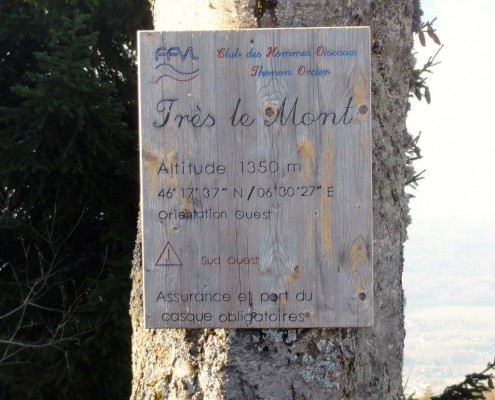 FFVL
Club des Hommes Oiseaux
Thonon Orcier
Très le Mont
Altitude 1350 m
46°17'37" N / 06°30'27" E
Orientation Ouest
! Sud Ouest
Assurance et port du
casque obligatoires